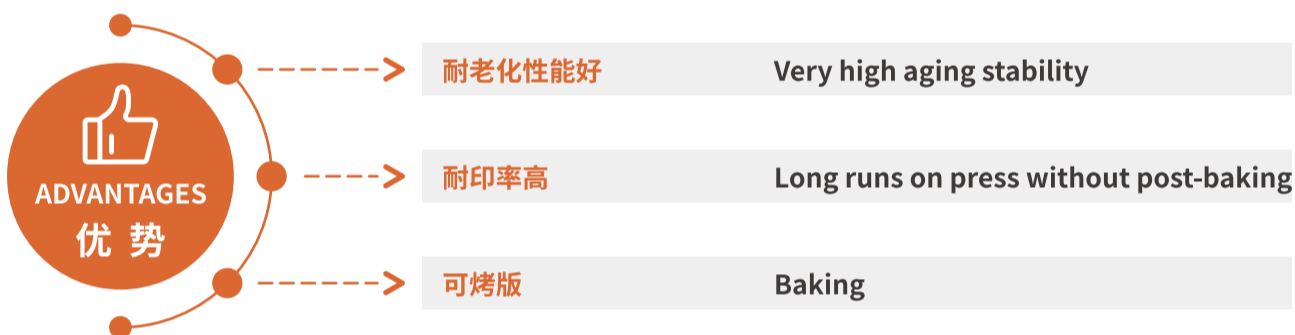 ADVANTAGES
优势
耐老化性能好 Very high aging stability
耐印率高 Long runs on press without post-baking
可烤版 Baking